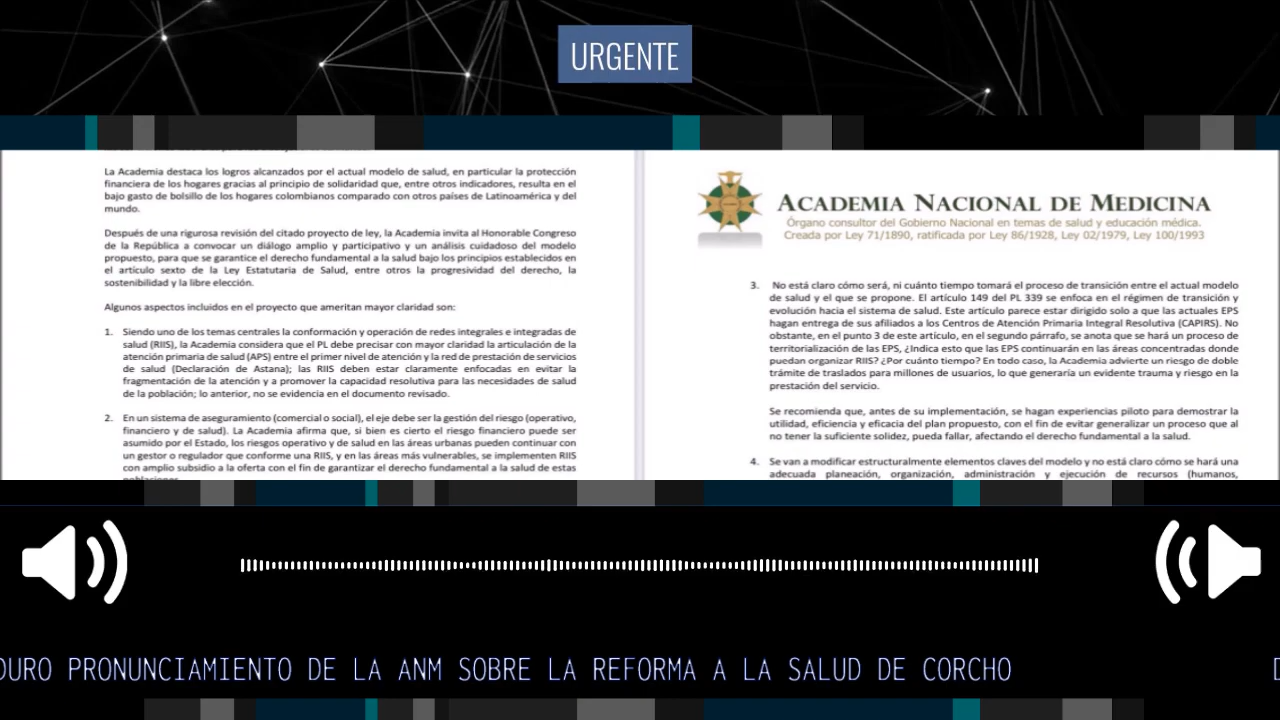 URGENTE
La Academia destaca los logros alcanzados por el actual modelo de salud, en particular la protección
financiera de los hogares gracias al principio de solidaridad que, entre otros indicadores, resulta en el
bajo gasto de bolsillo de los hogares colombianos comparado con otros países de Latinoamérica y del
mundo.
Después de una rigurosa revisión del citado proyecto de ley, la Academia invita al Honorable Congreso
de la República a convocar un diálogo amplio y participativo y un análisis cuidadoso del modelo
propuesto, para que se garantice el derecho fundamental a la salud bajo los principios establecidos en
el artículo sexto de la Ley Estatutaria de Salud, entre otros la progresividad del derecho, la
sostenibilidad y la libre elección.
Algunos aspectos incluidos en el proyecto que ameritan mayor claridad son:
1. Siendo uno de los temas centrales la conformación y operación de redes integrales e integradas de
salud (RIIS), la Academia considera que el PL debe precisar con mayor claridad la articulación de la
atención primaria de salud (APS) entre el primer nivel de atención y la red de prestación de servicios
de salud (Declaración de Astana); las RIIS deben estar claramente enfocadas en evitar la
fragmentación de la atención y a promover la capacidad resolutiva para las necesidades de salud
de la población; lo anterior, no se evidencia en el documento revisado.
2. En un sistema de aseguramiento (comercial o social), el eje debe ser la gestión del riesgo (operativo,
financiero y de salud). La Academia afirma que, si bien es cierto el riesgo financiero puede ser
asumido por el Estado, los riesgos operativo y de salud en las áreas urbanas pueden continuar con
un gestor o regulador que conforme una RIIS, y en las áreas más vulnerables, se implementen RIIS
con amplio subsidio a la oferta con el fin de garantizar el derecho fundamental a la salud de estas
ACADEMIA NACIONAL DE MEDICINA
Órgano consultor del Gobierno Nacional en temas de salud y educación médica.
Creada por Ley 71/1890, ratificada por Ley 86/1928, Ley 02/1979, Ley 100/1993
3. No está claro cómo será, ni cuánto tiempo tomará el proceso de transición entre el actual modelo
de salud y el que se propone. El artículo 149 del PL 339 se enfoca en el régimen de transición y
evolución hacia el sistema de salud. Este artículo parece estar dirigido solo a que las actuales EPS
hagan entrega de sus afiliados a los Centros de Atención Primaria Integral Resolutiva (CAPIRS). No
obstante, en el punto 3 de este artículo, en el segundo párrafo, se anota que se hará un proceso de
territorialización de las EPS, ¿Indica esto que las EPS continuarán en las áreas concentradas donde
puedan organizar RIIS? ¿Por cuánto tiempo? En todo caso, la Academia advierte un riesgo de doble
trámite de traslados para millones de usuarios, lo que generaría un evidente trauma y riesgo en la
prestación del servicio.
Se recomienda que, antes de su implementación, se hagan experiencias piloto para demostrar la
utilidad, eficiencia y eficacia del plan propuesto, con el fin de evitar generalizar un proceso que al
no tener la suficiente solidez, pueda fallar, afectando el derecho fundamental a la salud.
4. Se van a modificar estructuralmente elementos claves del modelo y no está claro cómo se hará una
adecuada planeación, organización, administración y ejecución de recursos (humanos,
DURO PRONUNCIAMIENTO DE LA ANM SOBRE LA REFORMA A LA SALUD DE CORCHO